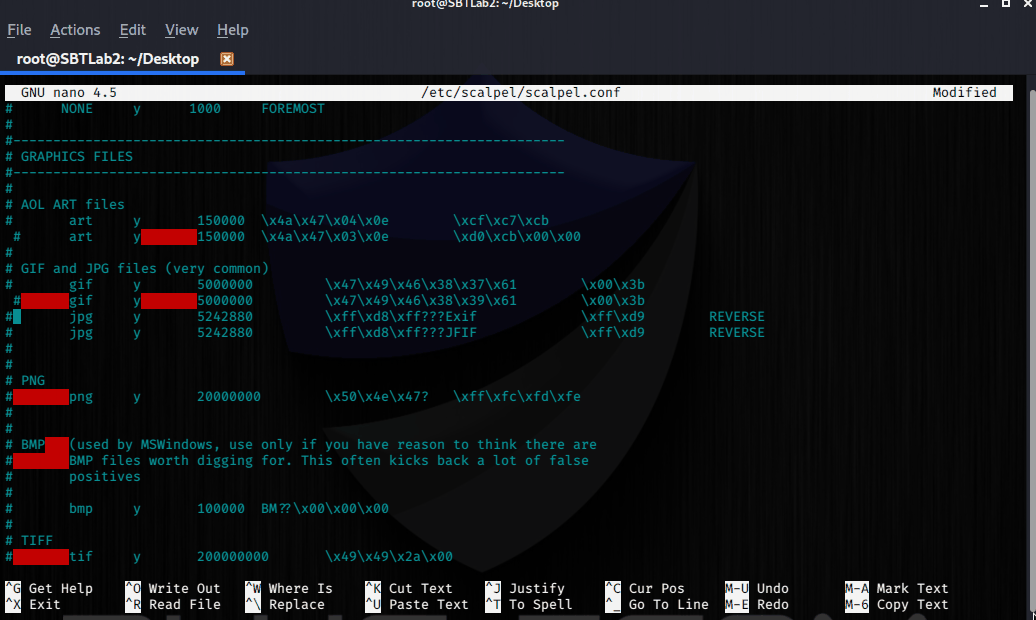 root@SBTLab2: ~/Desktop
File Actions Edit View Help
root@SBTLab2: ~/Desktop
GNU nano 4.5 /etc/scalpel/scalpel.conf Modified
# NONE y 1000 FOREMOST
#
#---------------------------------------------------------------------
# GRAPHICS FILES
#---------------------------------------------------------------------
#
# AOL ART files
# art y 150000 \x4a\x47\x04\x0e \xcf\xc7\xcb
# art y 150000 \x4a\x47\x03\x0e \xd0\xcb\x00\x00
#
# GIF and JPG files (very common)
# gif y 5000000 \x47\x49\x46\x38\x37\x61 \x00\x3b
# gif y 5000000 \x47\x49\x46\x38\x39\x61 \x00\x3b
# jpg y 5242880 \xff\xd8\xff???Exif \xff\xd9 REVERSE
# jpg y 5242880 \xff\xd8\xff???JFIF \xff\xd9 REVERSE
#
#
# PNG
# png y 20000000 \x50\x4e\x47? \xff\xfc\xfd\xfe
#
#
# BMP (used by MSWindows, use only if you have reason to think there are
# BMP files worth digging for. This often kicks back a lot of false
# positives
#
# bmp y 100000 BM??\x00\x00\x00
#
# TIFF
# tif y 200000000 \x49\x49\x2a\x00
^G Get Help ^O Write Out ^W Where Is ^K Cut Text ^J Justify ^C Cur Pos M-U Undo M-A Mark Text
^X Exit ^R Read File ^\ Replace ^U Paste Text ^T To Spell ^_ Go To Line M-E Redo M-6 Copy Text